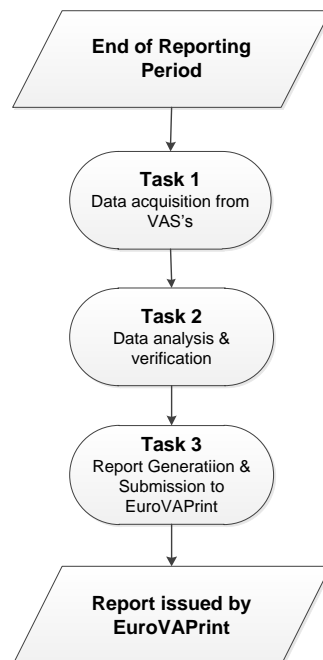 End of Reporting
Period
Task 1
Data acquisition from
VAS's
Task 2
Data analysis &
verification
Task 3
Report Generatiion &
Submission to
EuroVAPrint
Report issued by
EuroVAPrint